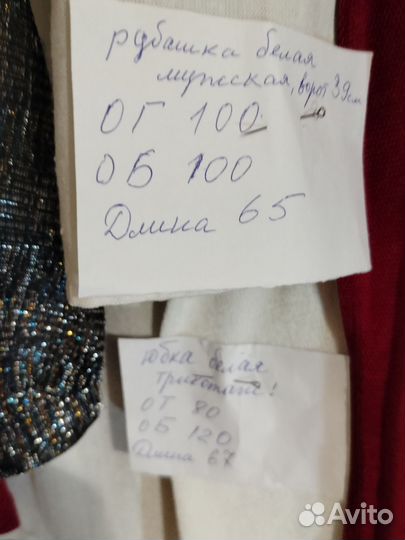 рубашка белая
мужская, ворот 39см
ОГ 100
ОБ 100
Длина 65
юбка белая
трикотаж!
ОТ 80
ОБ 120
Длина 67
Avito